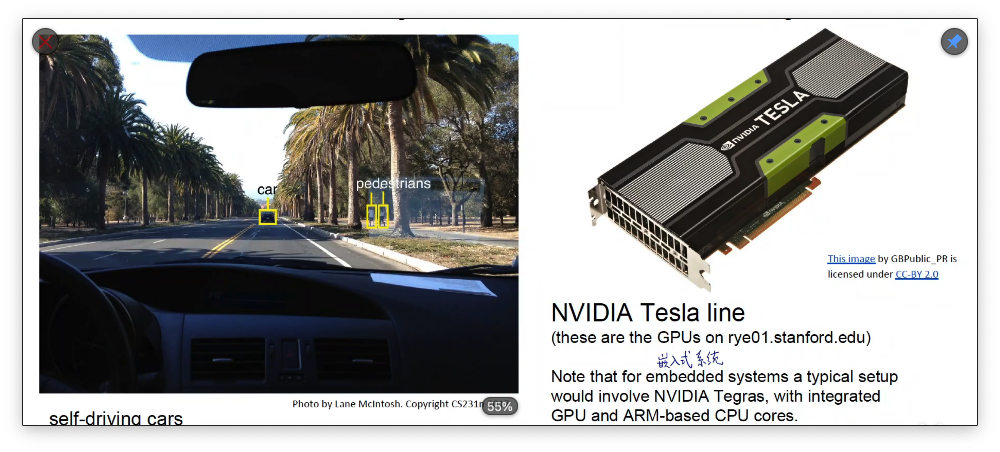 car
pedestrians
Photo by Lane McIntosh. Copyright CS231
55%
self-driving cars
NVIDIA TESLA
NVIDIA
This image by GBPublic_PR is
licensed under CC-BY 2.0
NVIDIA Tesla line
(these are the GPUs on rye01.stanford.edu)
嵌入式系统
Note that for embedded systems a typical setup
would involve NVIDIA Tegras, with integrated
GPU and ARM-based CPU cores.